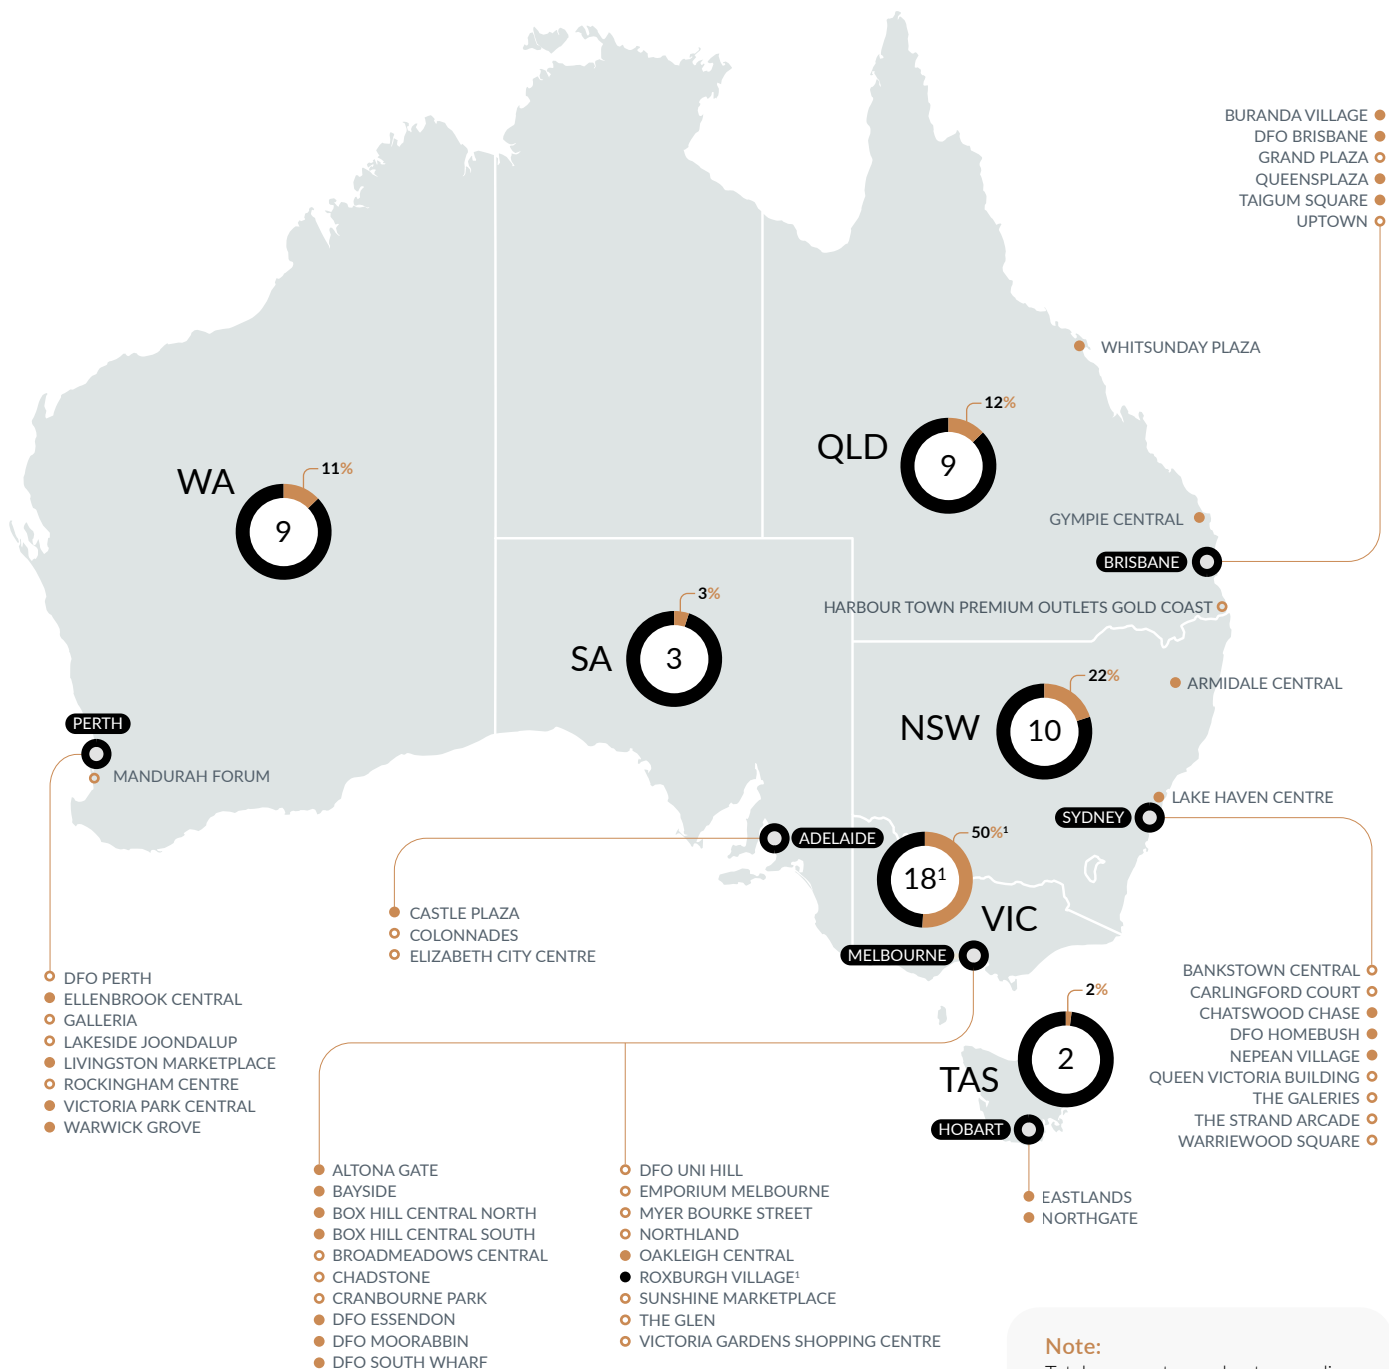 BURANDA VILLAGE
DFO BRISBANE
GRAND PLAZA
QUEENSPLAZA
TAIGUM SQUARE
UPTOWN
WHITSUNDAY PLAZA
12%
QLD
9
11%
WA
9
GYMPIE CENTRAL
BRISBANE
3%
HARBOUR TOWN PREMIUM OUTLETS GOLD COAST
SA
3
22%
ARMIDALE CENTRAL
NSW
10
PERTH
MANDURAH FORUM
LAKE HAVEN CENTRE
SYDNEY
ADELAIDE
50%¹
18¹
VIC
CASTLE PLAZA
COLONNADES
ELIZABETH CITY CENTRE
MELBOURNE
DFO PERTH
ELLENBROOK CENTRAL
GALLERIA
LAKESIDE JOONDALUP
LIVINGSTON MARKETPLACE
ROCKINGHAM CENTRE
VICTORIA PARK CENTRAL
WARWICK GROVE
BANKSTOWN CENTRAL
CARLINGFORD COURT
CHATSWOOD CHASE
DFO HOMEBUSH
NEPEAN VILLAGE
QUEEN VICTORIA BUILDING
THE GALERIES
THE STRAND ARCADE
WARRIEWOOD SQUARE
2%
2
TAS
HOBART
EASTLANDS
NORTHGATE
ALTONA GATE
BAYSIDE
BOX HILL CENTRAL NORTH
BOX HILL CENTRAL SOUTH
BROADMEADOWS CENTRAL
CHADSTONE
CRANBOURNE PARK
DFO ESSENDON
DFO MOORABBIN
DFO SOUTH WHARF
DFO UNI HILL
EMPORIUM MELBOURNE
MYER BOURKE STREET
NORTHLAND
OAKLEIGH CENTRAL
ROXBURGH VILLAGE¹
SUNSHINE MARKETPLACE
THE GLEN
VICTORIA GARDENS SHOPPING CENTRE
Note: